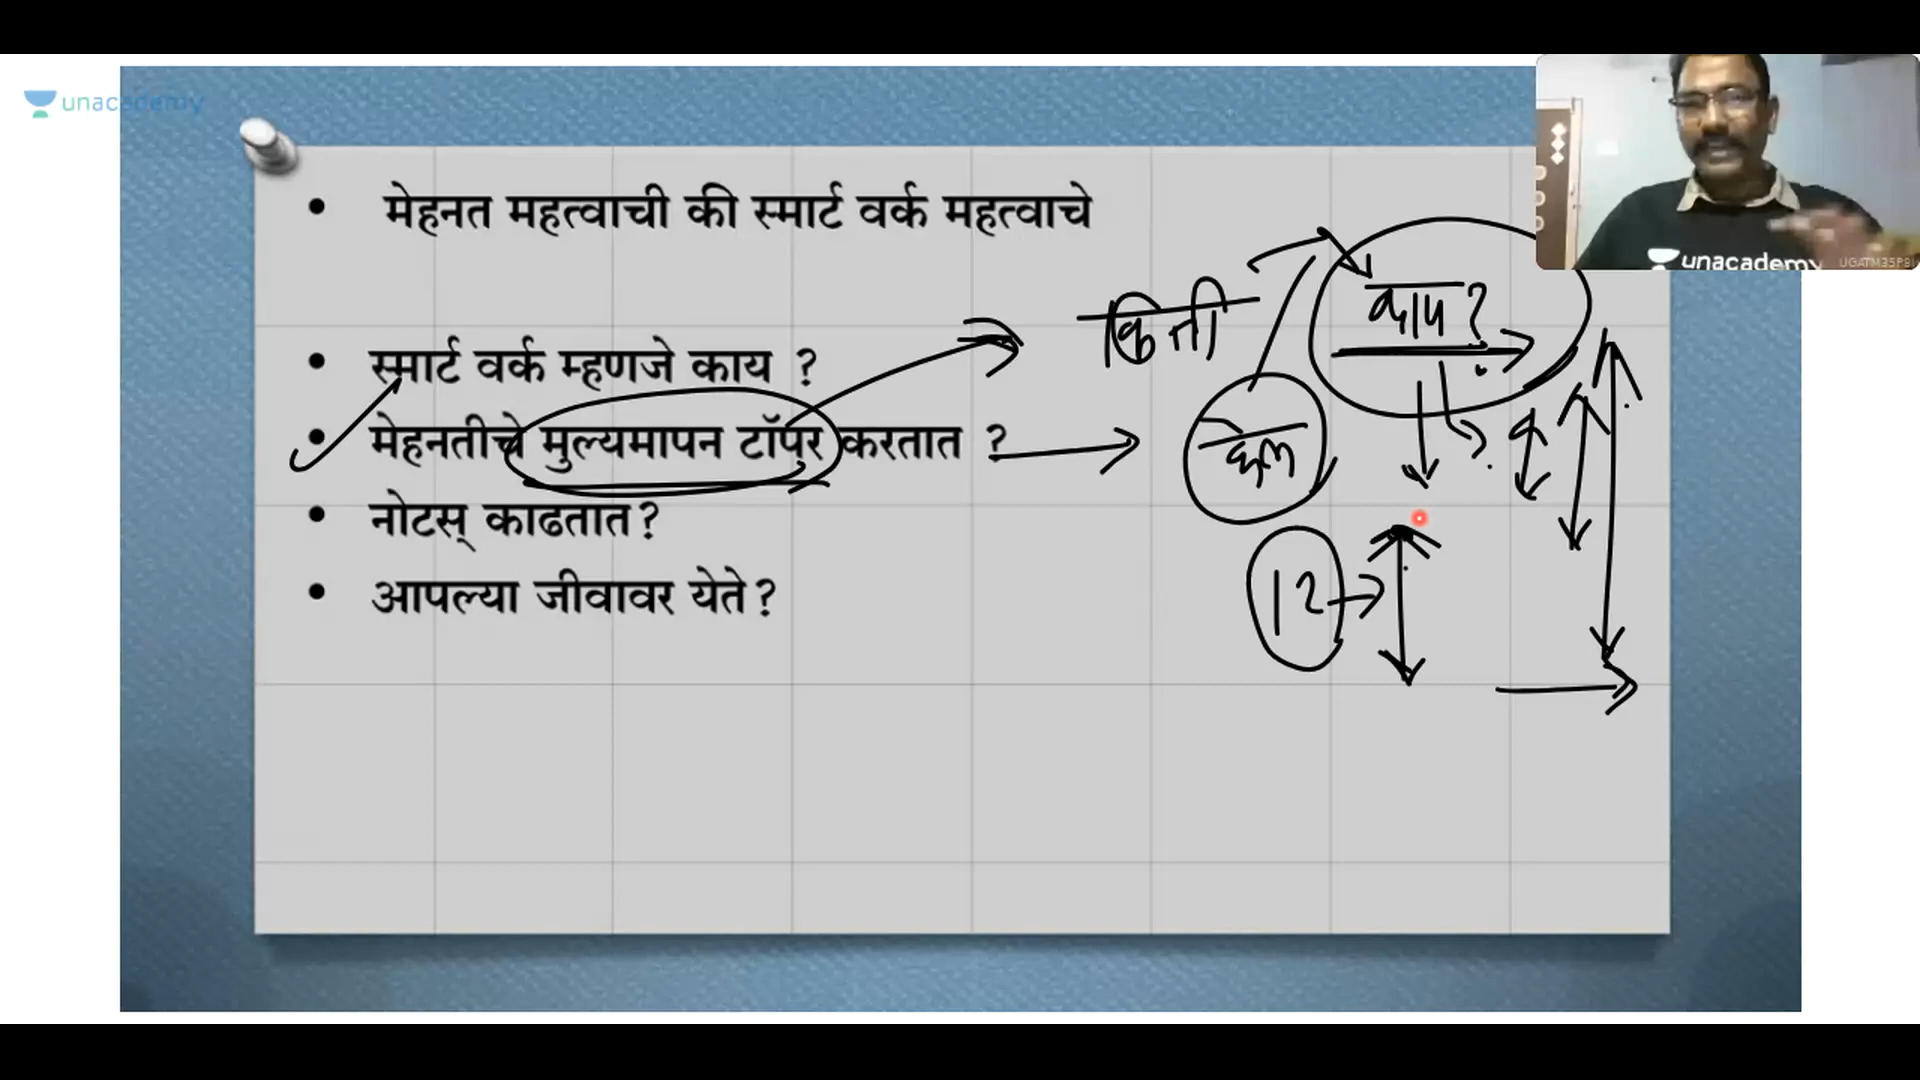 unacademy
मेहनत महत्वाची की स्मार्ट वर्क महत्वाचे
स्मार्ट वर्क म्हणजे काय ?
मेहनतीचे मुल्यमापन टॉपर करतात ?
नोटस् काढतात?
आपल्या जीवावर येते?
किती
काय ?
12
unacademy